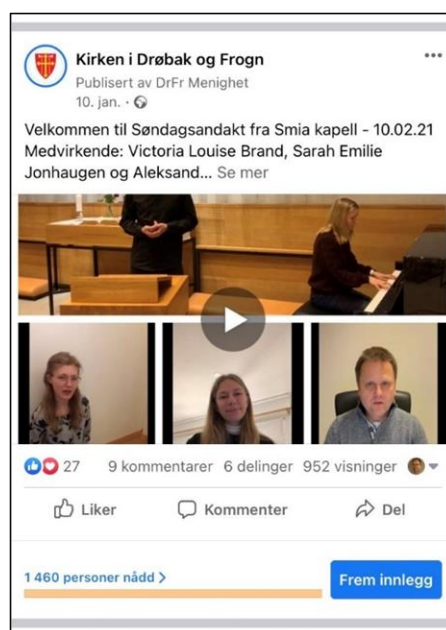 Kirken i Drøbak og Frogn
Publisert av DrFr Menighet
10. jan. ·
Velkommen til Søndagsandakt fra Smia kapell - 10.02.21
Medvirkende: Victoria Louise Brand, Sarah Emilie
Jonhaugen og Aleksand... Se mer
27 9 kommentarer 6 delinger 952 visninger
Liker Kommenter Del
1 460 personer nådd >
Frem innlegg